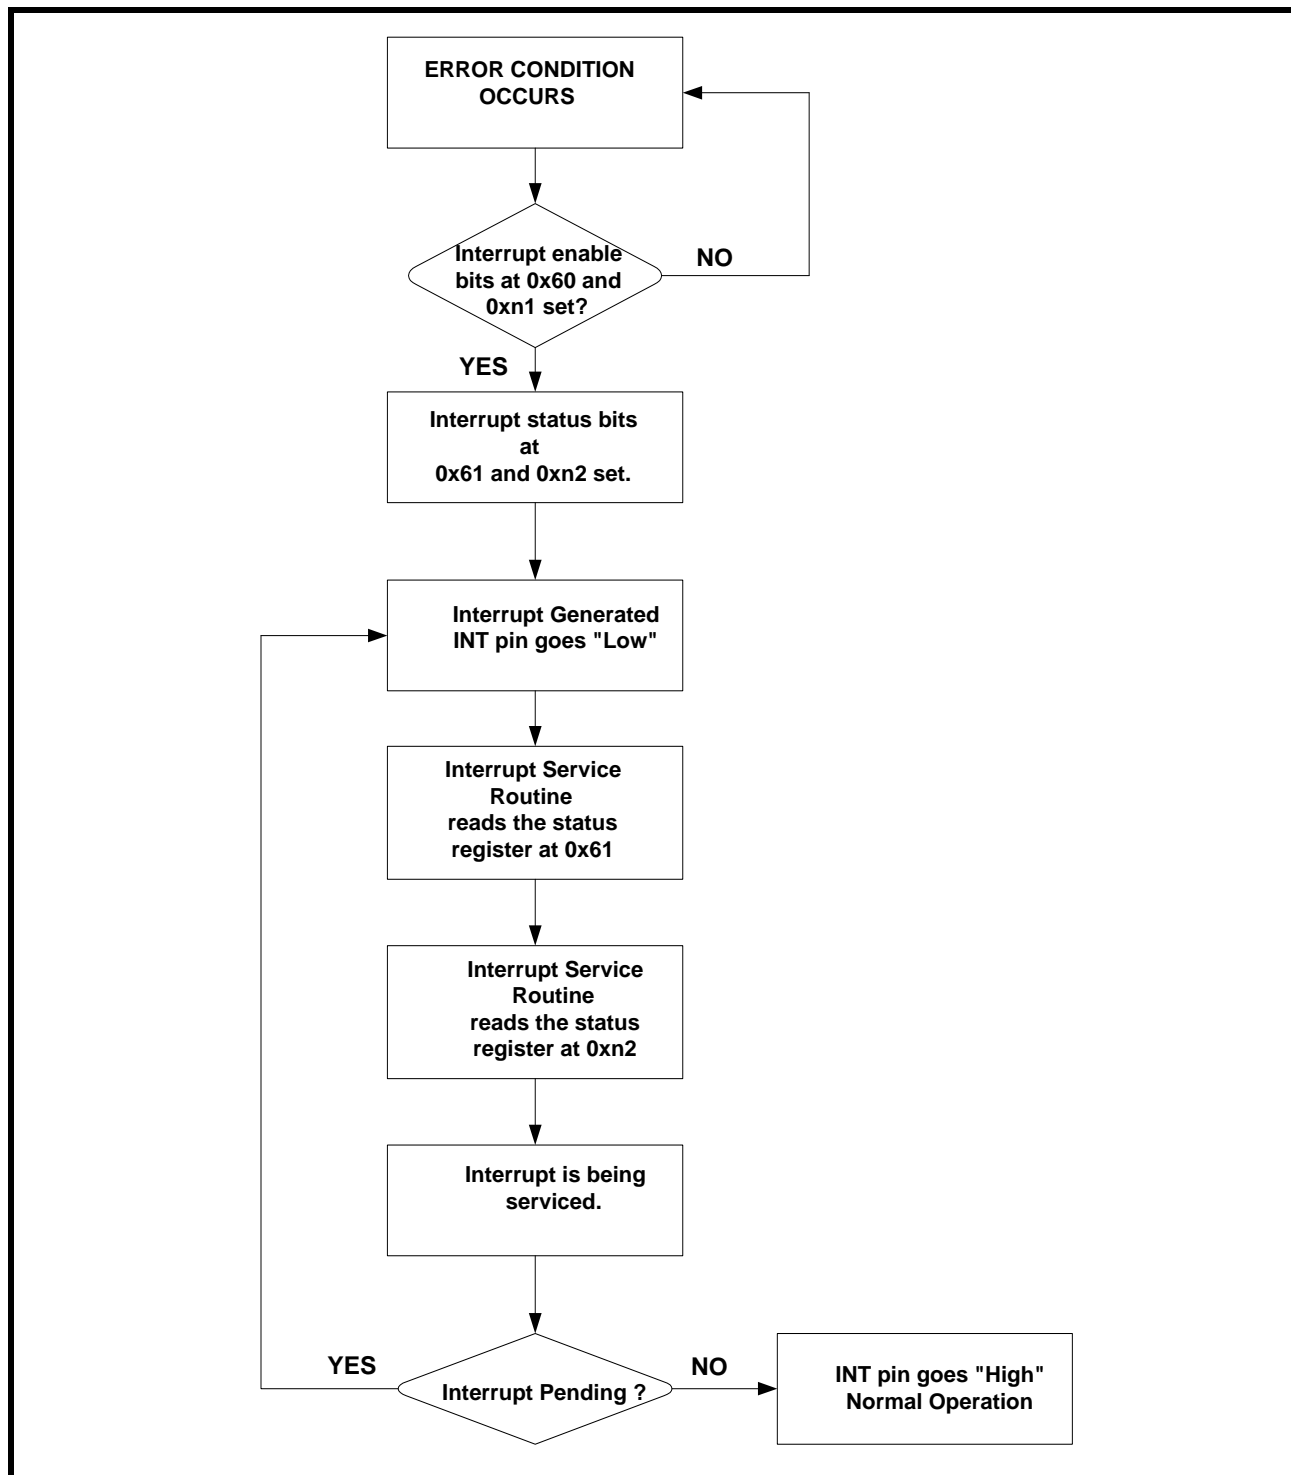 ERROR CONDITION
OCCURS
Interrupt enable
bits at 0x60 and
0xn1 set?
NO
YES
Interrupt status bits
at
0x61 and 0xn2 set.
Interrupt Generated
INT pin goes "Low"
Interrupt Service
Routine
reads the status
register at 0x61
Interrupt Service
Routine
reads the status
register at 0xn2
Interrupt is being
serviced.
YES
Interrupt Pending ?
NO
INT pin goes "High"
Normal Operation